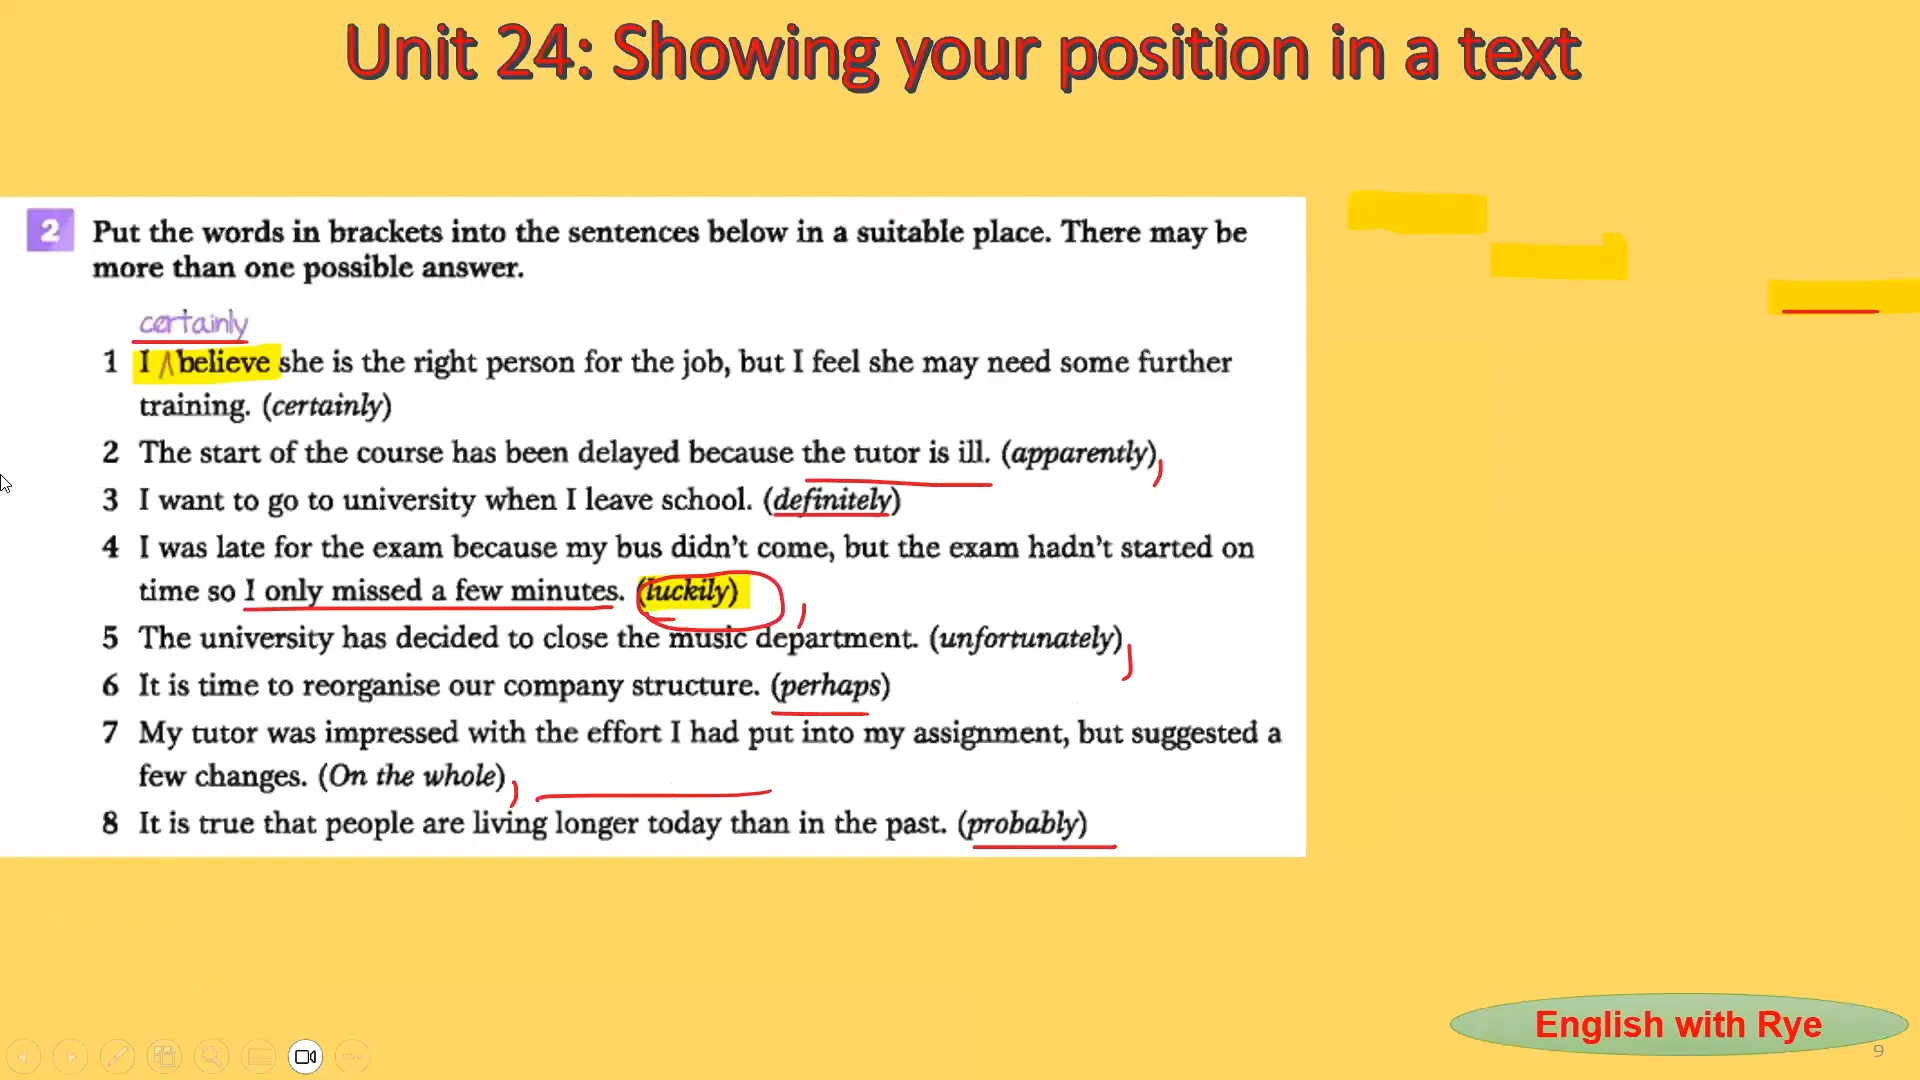 Unit 24: Showing your position in a text
2 Put the words in brackets into the sentences below in a suitable place. There may be
more than one possible answer.
certainly
1 I ∧ believe she is the right person for the job, but I feel she may need some further
training. (certainly)
2 The start of the course has been delayed because the tutor is ill. (apparently),
3 I want to go to university when I leave school. (definitely)
4 I was late for the exam because my bus didn't come, but the exam hadn't started on
time so I only missed a few minutes. (luckily) ,
5 The university has decided to close the music department. (unfortunately),
6 It is time to reorganise our company structure. (perhaps)
7 My tutor was impressed with the effort I had put into my assignment, but suggested a
few changes. (On the whole),
8 It is true that people are living longer today than in the past. (probably)
English with Rye
9